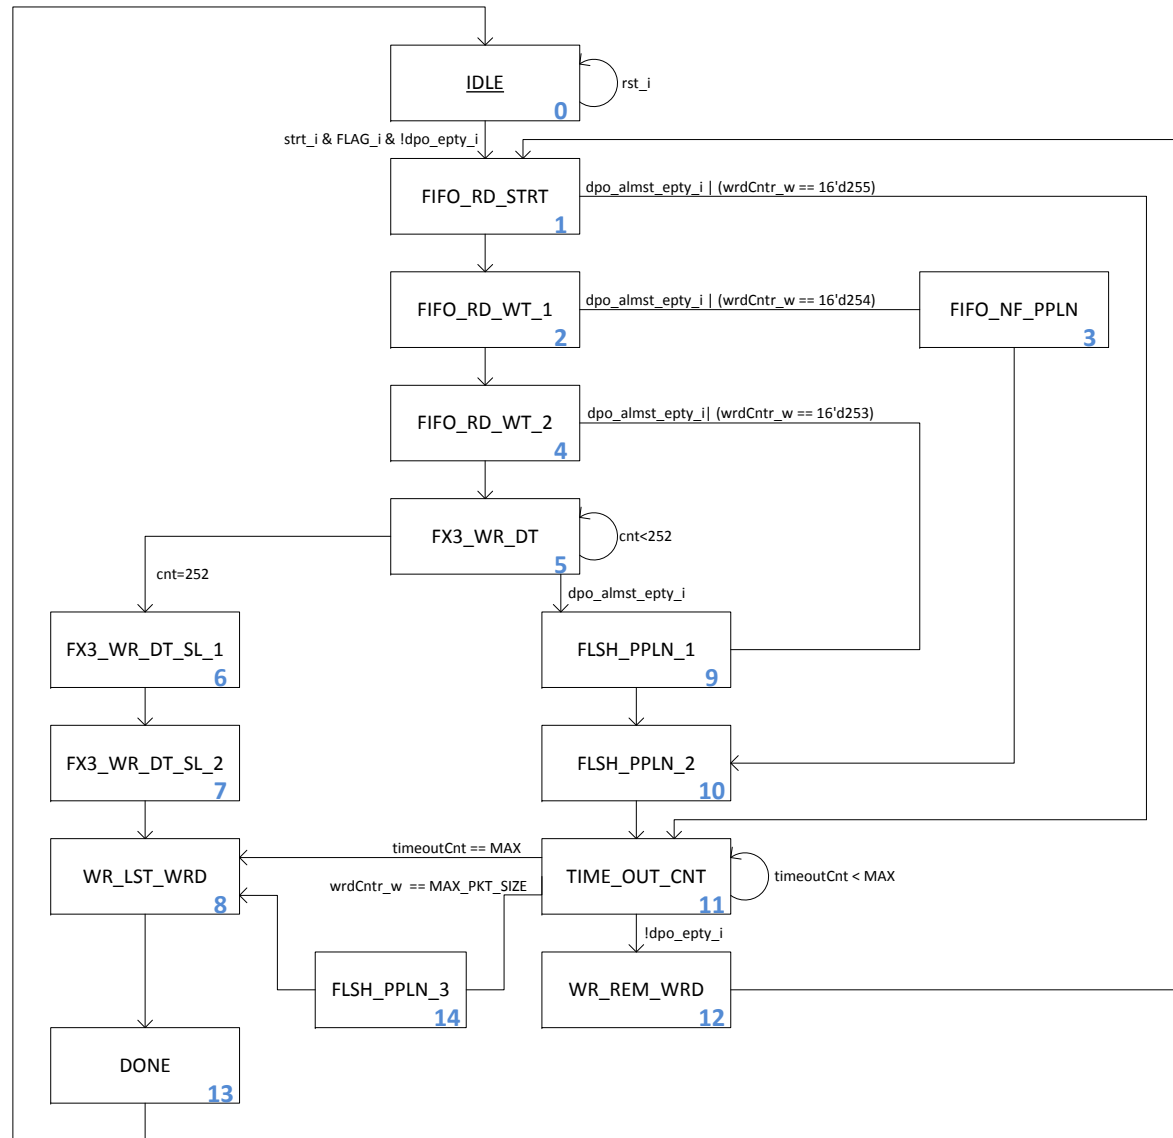 IDLE
0
rst_i
strt_i & FLAG_i & !dpo_epty_i
FIFO_RD_STRT
1
dpo_almst_epty_i | (wrdCntr_w == 16'd255)
FIFO_RD_WT_1
2
dpo_almst_epty_i | (wrdCntr_w == 16'd254)
FIFO_NF_PPLN
3
FIFO_RD_WT_2
4
dpo_almst_epty_i| (wrdCntr_w == 16'd253)
FX3_WR_DT
5
cnt<252
cnt=252
dpo_almst_epty_i
FX3_WR_DT_SL_1
6
FLSH_PPLN_1
9
FX3_WR_DT_SL_2
7
FLSH_PPLN_2
10
WR_LST_WRD
8
timeoutCnt == MAX
wrdCntr_w == MAX_PKT_SIZE
TIME_OUT_CNT
11
timeoutCnt < MAX
!dpo_epty_i
FLSH_PPLN_3
14
WR_REM_WRD
12
DONE
13